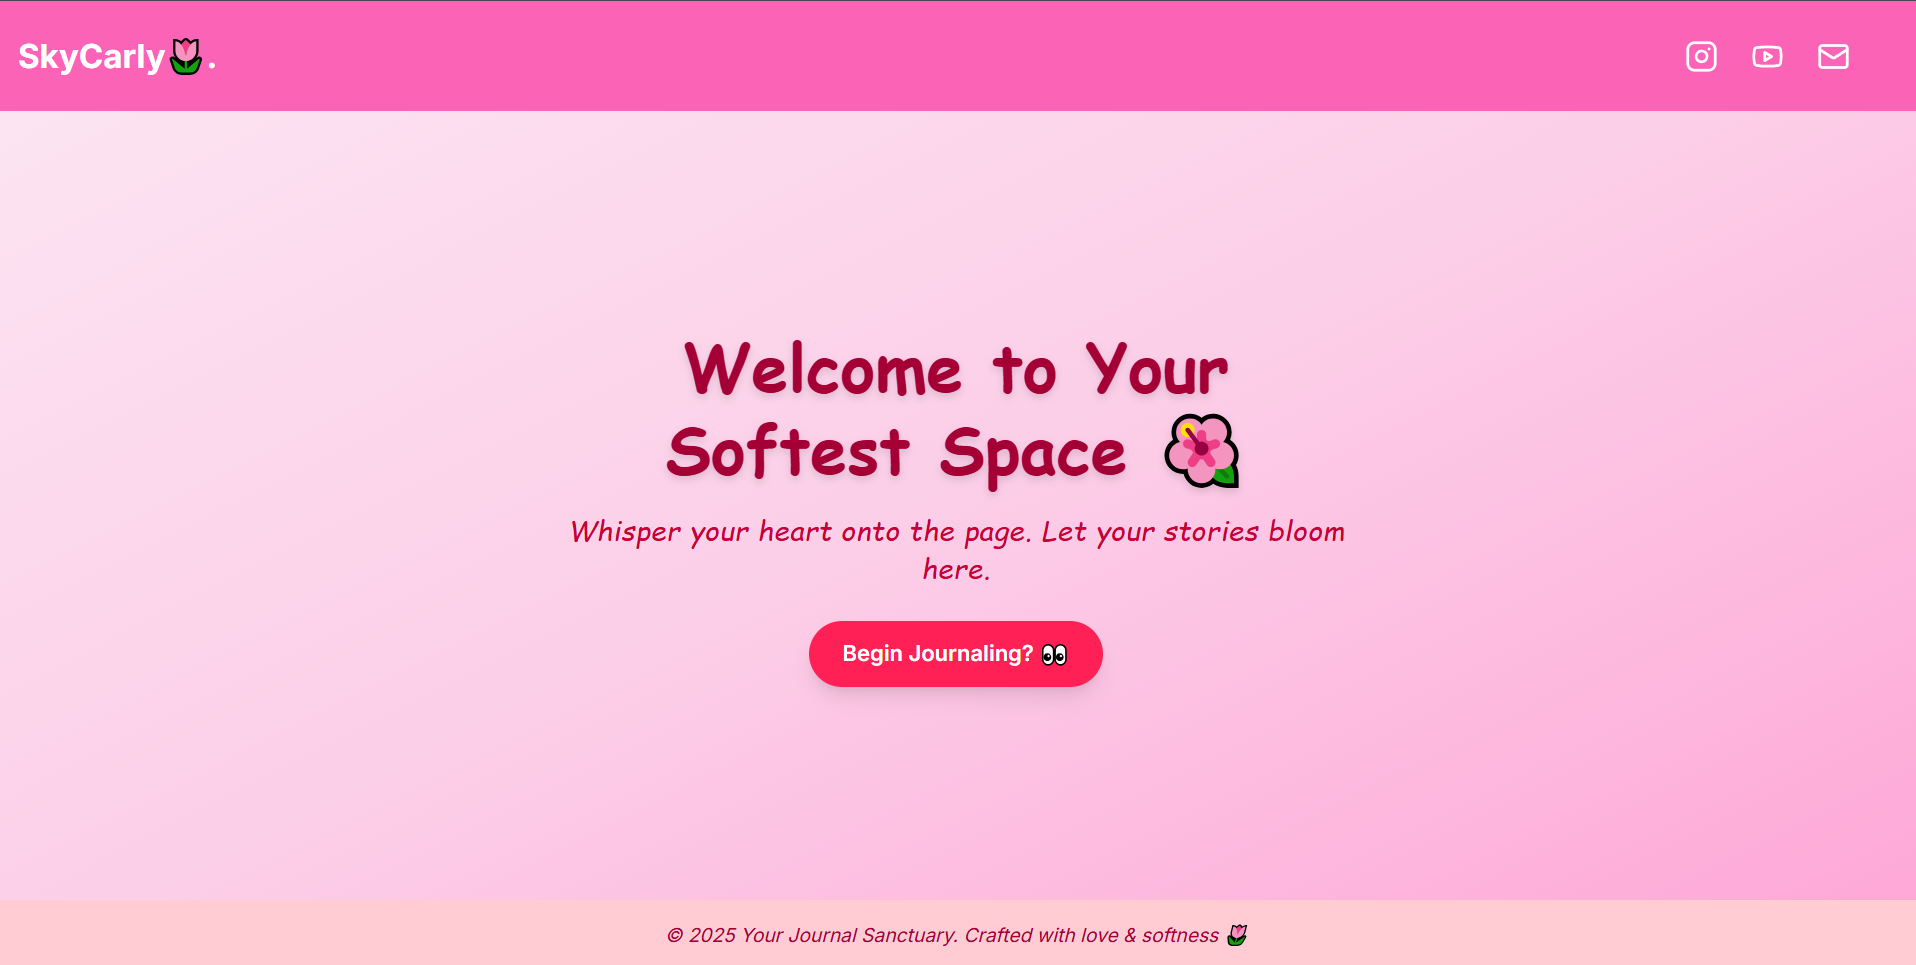 SkyCarly🌷.
Welcome to Your
Softest Space 🌺
Whisper your heart onto the page. Let your stories bloom
here.
Begin Journaling? 👀
© 2025 Your Journal Sanctuary. Crafted with love & softness 🌷